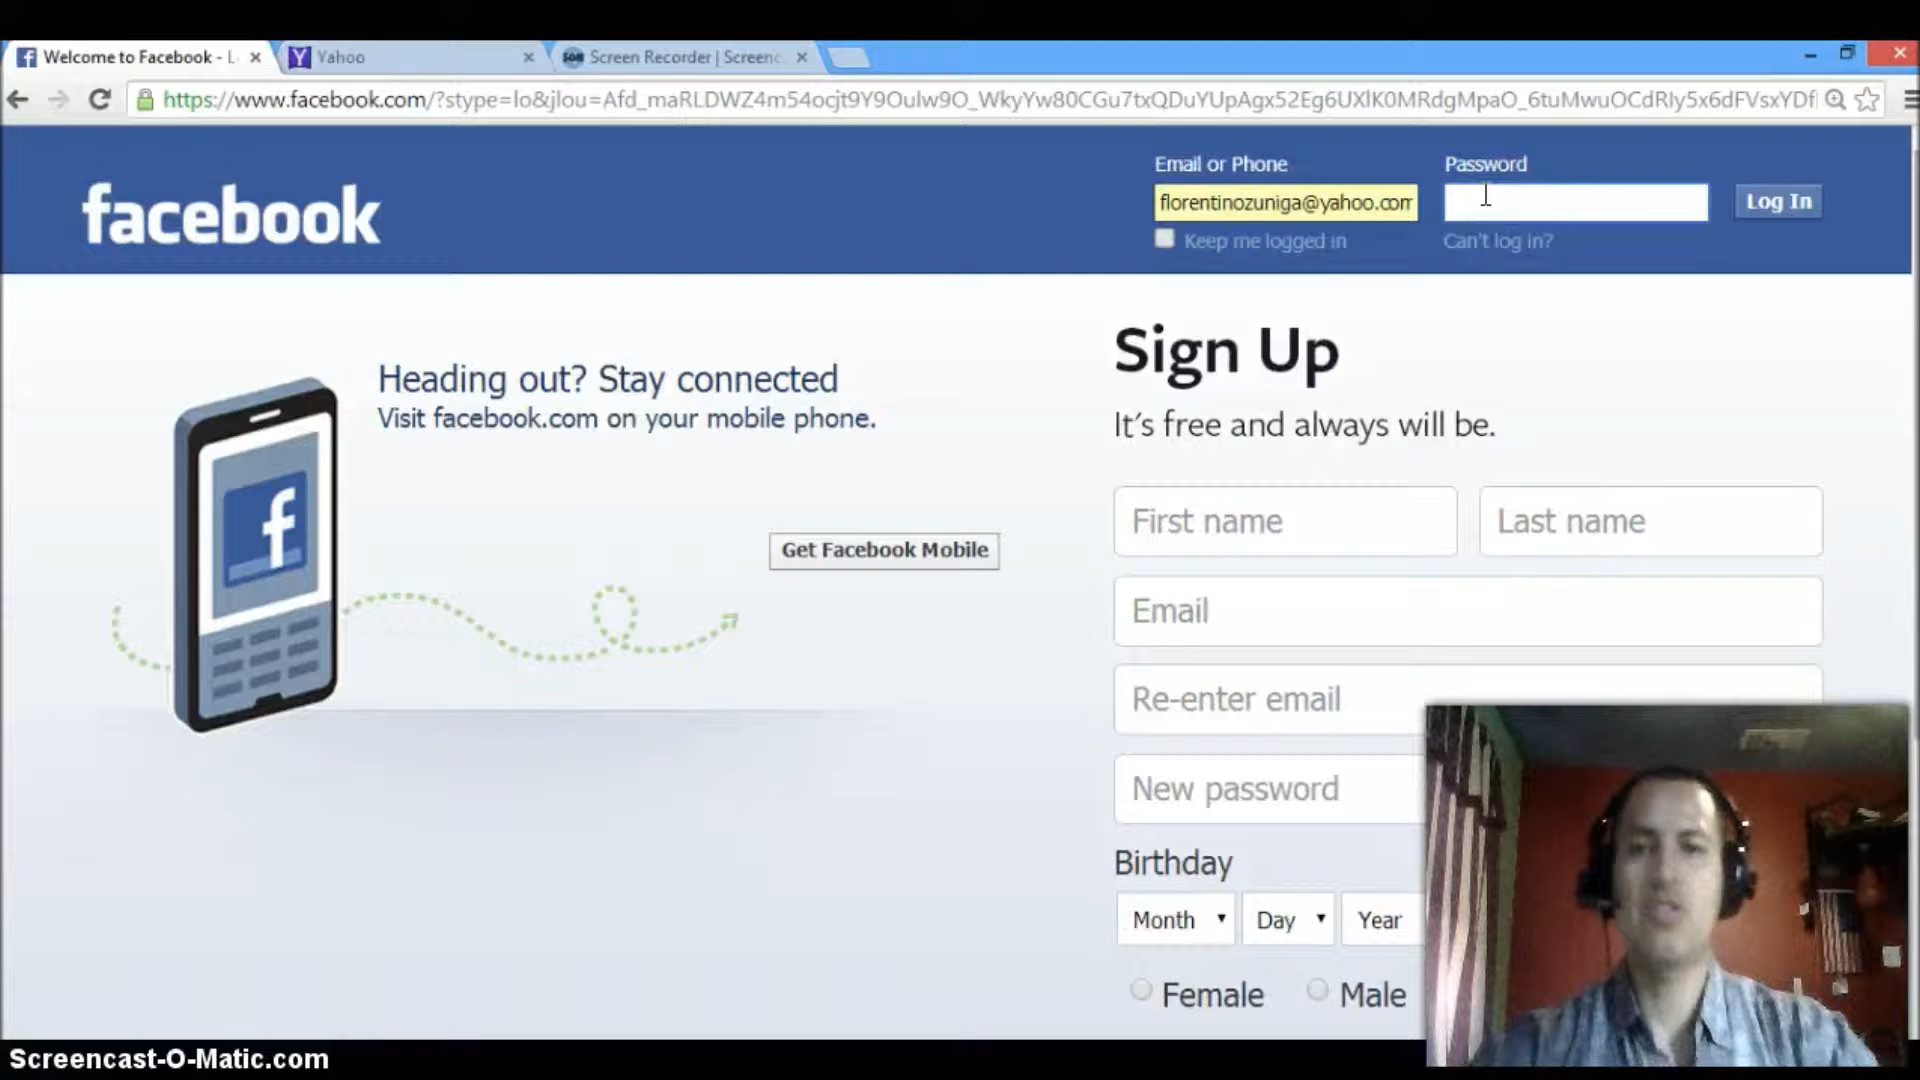 Welcome to Facebook - L
Yahoo
Screen Recorder | Screenc
https://www.facebook.com/?stype=lo&jlou=Afd_maRLDWZ4m54ocjt9Y9Oulw9O_WkyYw80CGu7txQDuYUpAgx52Eg6UXlK0MRdgMpaO_6tuMwuOCdRIy5x6dFVsxYDf
facebook
Email or Phone
Password
florentinozuniga@yahoo.com
Log In
Keep me logged in
Can't log in?
Heading out? Stay connected
Visit facebook.com on your mobile phone.
f
Get Facebook Mobile
Sign Up
It's free and always will be.
First name
Last name
Email
Re-enter email
New password
Birthday
Month
Day
Year
Female
Male
Screencast-O-Matic.com